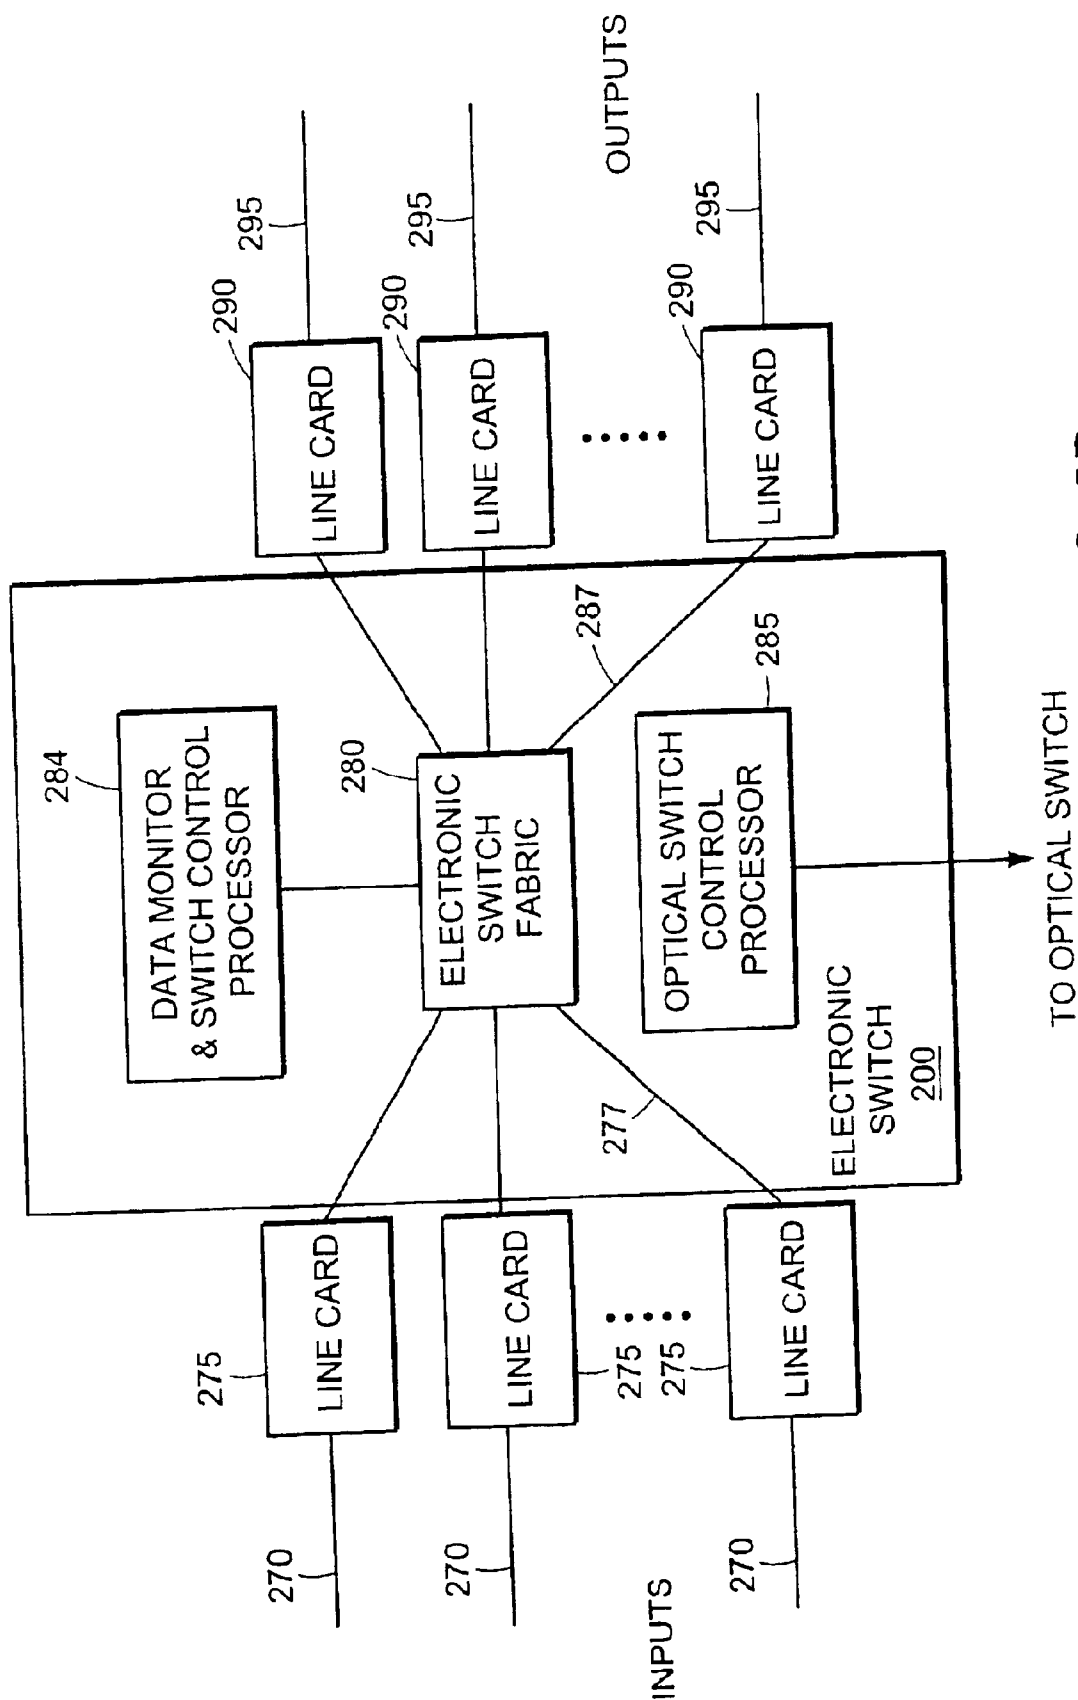 284
DATA MONITOR
& SWITCH CONTROL
PROCESSOR
290
295
LINE CARD
275
LINE CARD
270
280
ELECTRONIC
SWITCH
FABRIC
290
295
LINE CARD
LINE CARD
275
270
287
277
OUTPUTS
INPUTS
285
OPTICAL SWITCH
CONTROL
PROCESSOR
290
295
LINE CARD
275
LINE CARD
270
ELECTRONIC
SWITCH
200
TO OPTICAL SWITCH